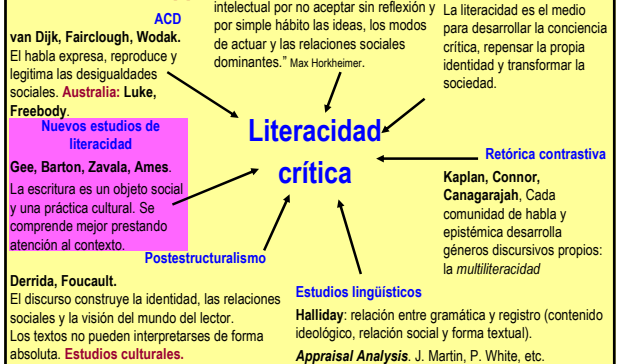 ACD
van Dijk, Fairclough, Wodak.
El habla expresa, reproduce y
legitima las desigualdades
sociales. Australia: Luke,
Freebody.
intelectual por no aceptar sin reflexión y
por simple hábito las ideas, los modos
de actuar y las relaciones sociales
dominantes.” Max Horkheimer.
La literacidad es el medio
para desarrollar la conciencia
crítica, repensar la propia
identidad y transformar la
sociedad.
Nuevos estudios de
literacidad
Gee, Barton, Zavala, Ames.
La escritura es un objeto social
y una práctica cultural. Se
comprende mejor prestando
atención al contexto.
Literacidad
crítica
Retórica contrastiva
Kaplan, Connor,
Canagarajah, Cada
comunidad de habla y
epistémica desarrolla
géneros discursivos propios:
la multiliteracidad
Postestructuralismo
Derrida, Foucault.
El discurso construye la identidad, las relaciones
sociales y la visión del mundo del lector.
Los textos no pueden interpretarses de forma
absoluta. Estudios culturales.
Estudios lingüísticos
Halliday: relación entre gramática y registro (contenido
ideológico, relación social y forma textual).
Appraisal Analysis. J. Martin, P. White, etc.